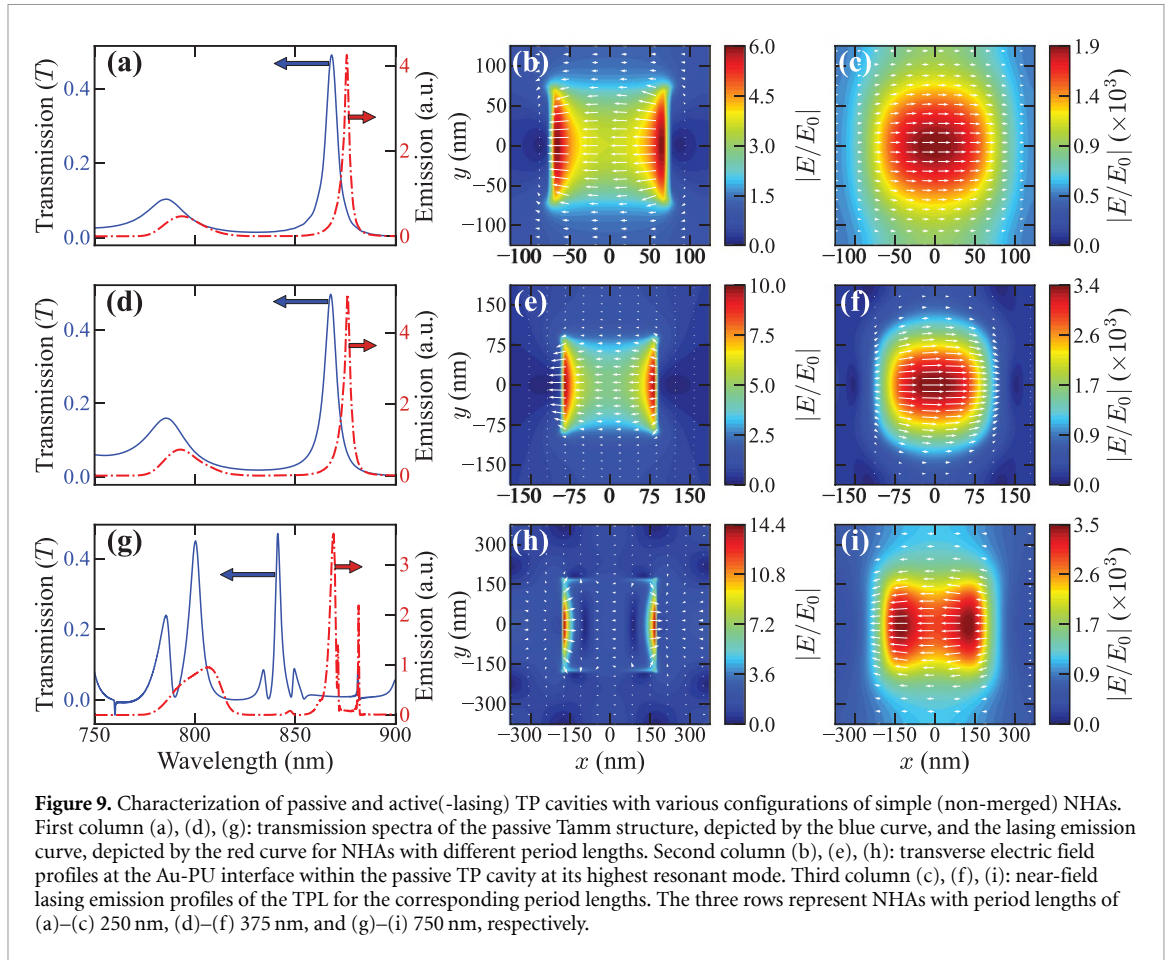 (a)
Transmission (T)
0.4
0.2
0.0
4
2
0
Emission (a.u.)
(b)
y (nm)
100
50
0
−50
−100
−100 −50 0 50 100
6.0
4.5
3.0
1.5
0.0
|E/E0|
(c)
−100 −50 0 50 100
1.9
1.4
0.9
0.5
0.0
|E/E0| (×10³)
(d)
Transmission (T)
0.4
0.2
0.0
4
2
0
Emission (a.u.)
(e)
y (nm)
150
75
0
−75
−150
−150 −75 0 75 150
10.0
7.5
5.0
2.5
0.0
|E/E0|
(f)
−150 −75 0 75 150
3.4
2.6
1.7
0.9
0.0
|E/E0| (×10³)
(g)
Transmission (T)
0.4
0.2
0.0
3
2
1
0
Emission (a.u.)
750 800 850 900
Wavelength (nm)
(h)
y (nm)
300
150
0
−150
−300
−300 −150 0 150 300
x (nm)
14.4
10.8
7.2
3.6
0.0
|E/E0|
(i)
−300 −150 0 150 300
x (nm)
3.5
2.6
1.8
0.9
0.0
|E/E0| (×10³)
Figure 9. Characterization of passive and active(-lasing) TP cavities with various configurations of simple (non-merged) NHAs.
First column (a), (d), (g): transmission spectra of the passive Tamm structure, depicted by the blue curve, and the lasing emission
curve, depicted by the red curve for NHAs with different period lengths. Second column (b), (e), (h): transverse electric field
profiles at the Au-PU interface within the passive TP cavity at its highest resonant mode. Third column (c), (f), (i): near-field
lasing emission profiles of the TPL for the corresponding period lengths. The three rows represent NHAs with period lengths of
(a)–(c) 250 nm, (d)–(f) 375 nm, and (g)–(i) 750 nm, respectively.